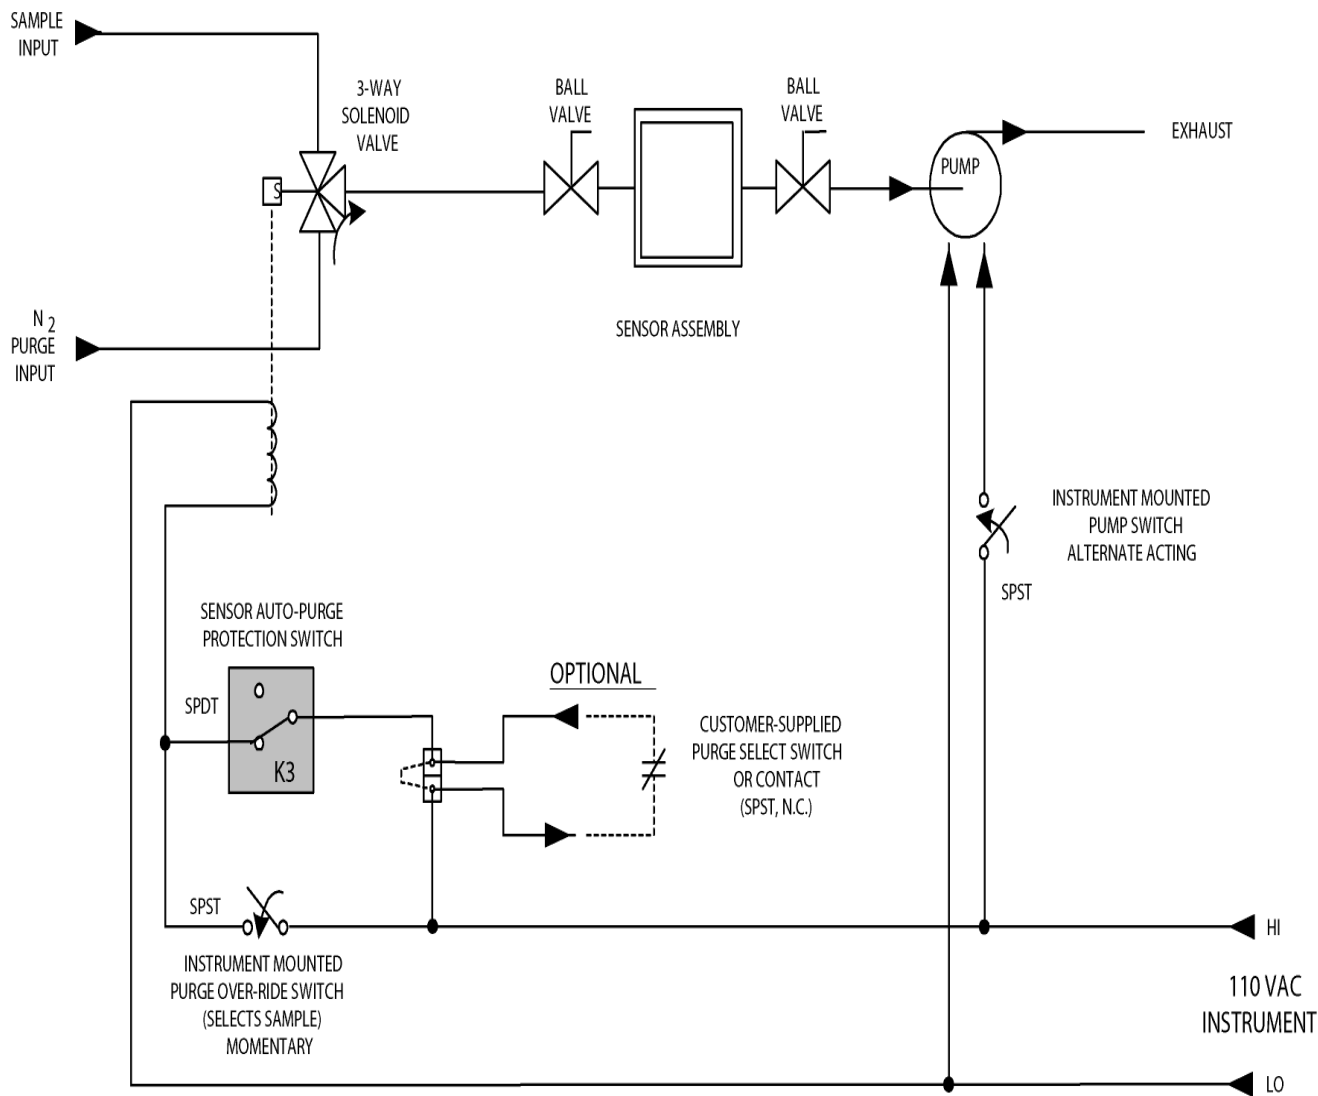 SAMPLE
INPUT
3-WAY
SOLENOID
VALVE
BALL
VALVE
BALL
VALVE
PUMP
EXHAUST
S
N 2
PURGE
INPUT
SENSOR ASSEMBLY
INSTRUMENT MOUNTED
PUMP SWITCH
ALTERNATE ACTING
SPST
SENSOR AUTO-PURGE
PROTECTION SWITCH
SPDT
K3
OPTIONAL
CUSTOMER-SUPPLIED
PURGE SELECT SWITCH
OR CONTACT
(SPST, N.C.)
SPST
INSTRUMENT MOUNTED
PURGE OVER-RIDE SWITCH
(SELECTS SAMPLE)
MOMENTARY
HI
110 VAC
INSTRUMENT
LO